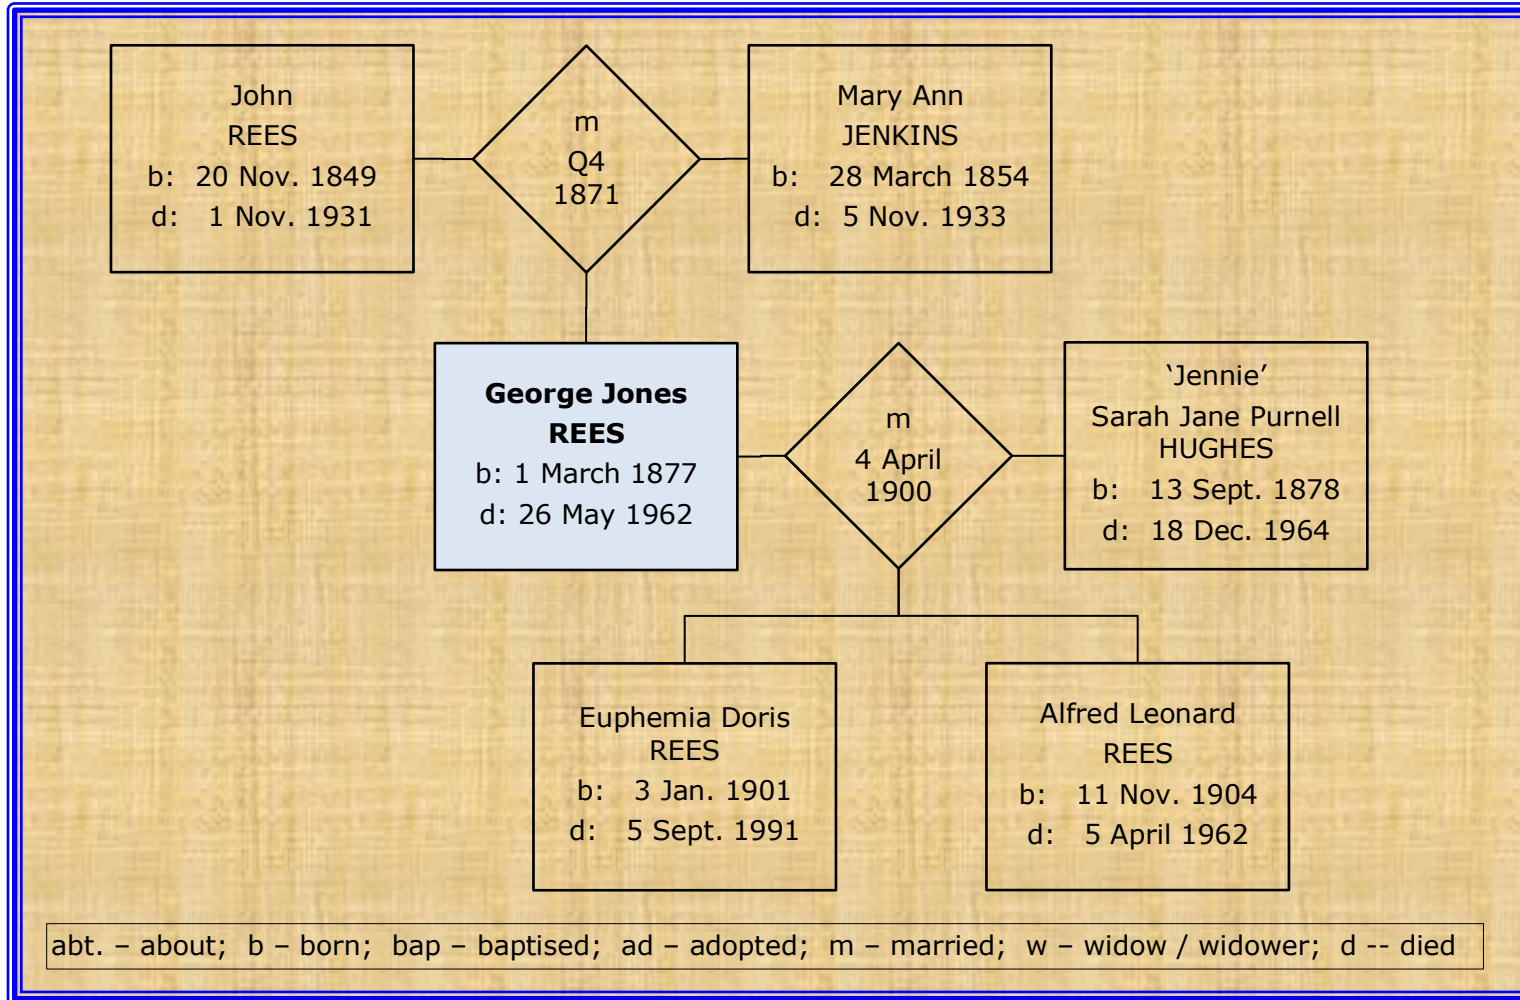 John
REES
b: 20 Nov. 1849
d: 1 Nov. 1931
m
Q4
1871
Mary Ann
JENKINS
b: 28 March 1854
d: 5 Nov. 1933
George Jones
REES
b: 1 March 1877
d: 26 May 1962
m
4 April
1900
‘Jennie’
Sarah Jane Purnell
HUGHES
b: 13 Sept. 1878
d: 18 Dec. 1964
Euphemia Doris
REES
b: 3 Jan. 1901
d: 5 Sept. 1991
Alfred Leonard
REES
b: 11 Nov. 1904
d: 5 April 1962
abt. – about; b – born; bap – baptised; ad – adopted; m – married; w – widow / widower; d -- died